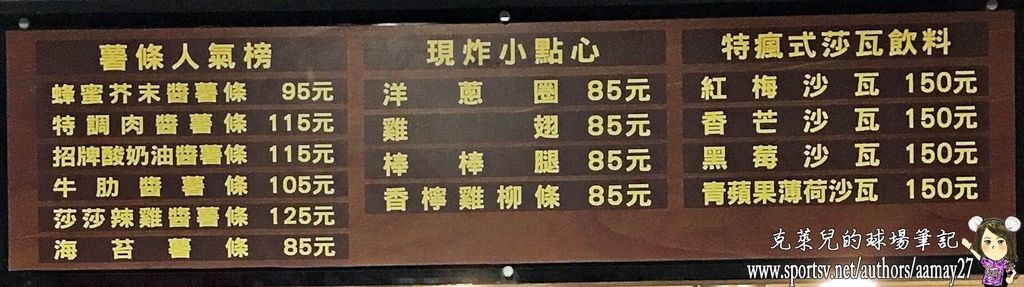 薯條人氣榜
蜂蜜芥末醬薯條 95元
特調肉醬薯條 115元
招牌酸奶油醬薯條 115元
牛肋醬薯條 105元
莎莎辣雞醬薯條 125元
海苔薯條 85元
現炸小點心
洋蔥圈 85元
雞翅 85元
棒棒腿 85元
香檸雞柳條 85元
特瘋式莎瓦飲料
紅梅沙瓦 150元
香芒沙瓦 150元
黑莓沙瓦 150元
青蘋果薄荷沙瓦 150元
克萊兒的球場筆記
www.sportsv.net/authors/aamay27